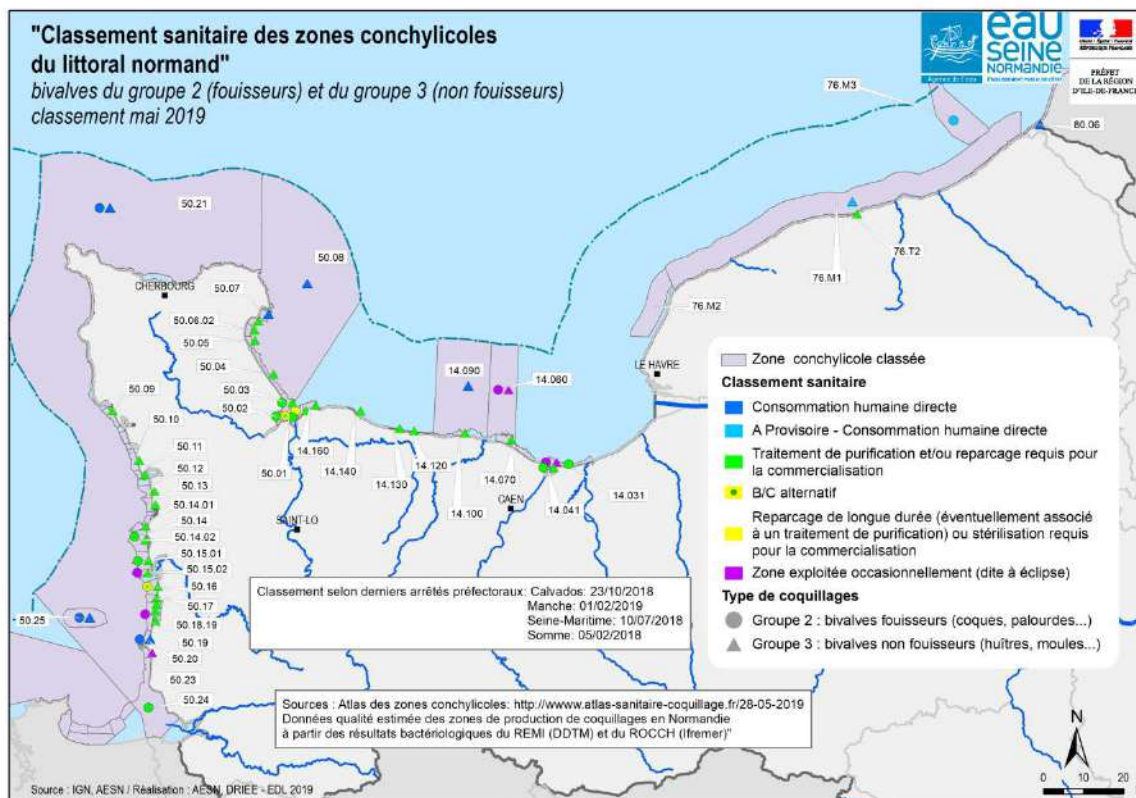 "Classement sanitaire des zones conchylicoles
du littoral normand"
bivalves du groupe 2 (fouisseurs) et du groupe 3 (non fouisseurs)
classement mai 2019
eau
SEINE
NORMANDIE
RÉPUBLIQUE FRANÇAISE
PRÉFET
DE LA RÉGION
D'ILE-DE-FRANCE
76.M3
80.06
50.21
50.08
CHERBOURG
50.07
76.T2
76.M1
50.06.02
76.M2
50.05
50.04
14.090
14.060
LE HAVRE
50.09
50.03
50.02
50.10
50.11
50.01
14.160
14.140
14.120
14.070
50.12
14.130
14.031
50.13
14.100
14.041
CAEN
50.14.01
50.14
SAINT-LO
50.14.02
50.15.01
50.15.02
50.16
50.17
50.25
50.18.19
50.19
50.20
50.23
50.24
Zone conchylicole classée
Classement sanitaire
Consommation humaine directe
A Provisoire - Consommation humaine directe
Traitement de purification et/ou reparcage requis pour
la commercialisation
B/C alternatif
Reparcage de longue durée (éventuellement associé
à un traitement de purification) ou stérilisation requis
pour la commercialisation
Zone exploitée occasionnellement (dite à éclipse)
Type de coquillages
Groupe 2 : bivalves fouisseurs (coques, palourdes...)
Groupe 3 : bivalves non fouisseurs (huîtres, moules...)
Classement selon derniers arrêtés préfectoraux: Calvados: 23/10/2018
Manche: 01/02/2019
Seine-Maritime: 10/07/2018
Somme: 05/02/2018
Sources : Atlas des zones conchylicoles: http://wwww.atlas-sanitaire-coquillage.fr/28-05-2019
Données qualité estimée des zones de production de coquillages en Normandie
à partir des résultats bactériologiques du REMI (DDTM) et du ROCCH (Ifremer)"
N
0 10 20
Source : IGN, AESN / Réalisation : AESN, DRIEE - EDL 2019